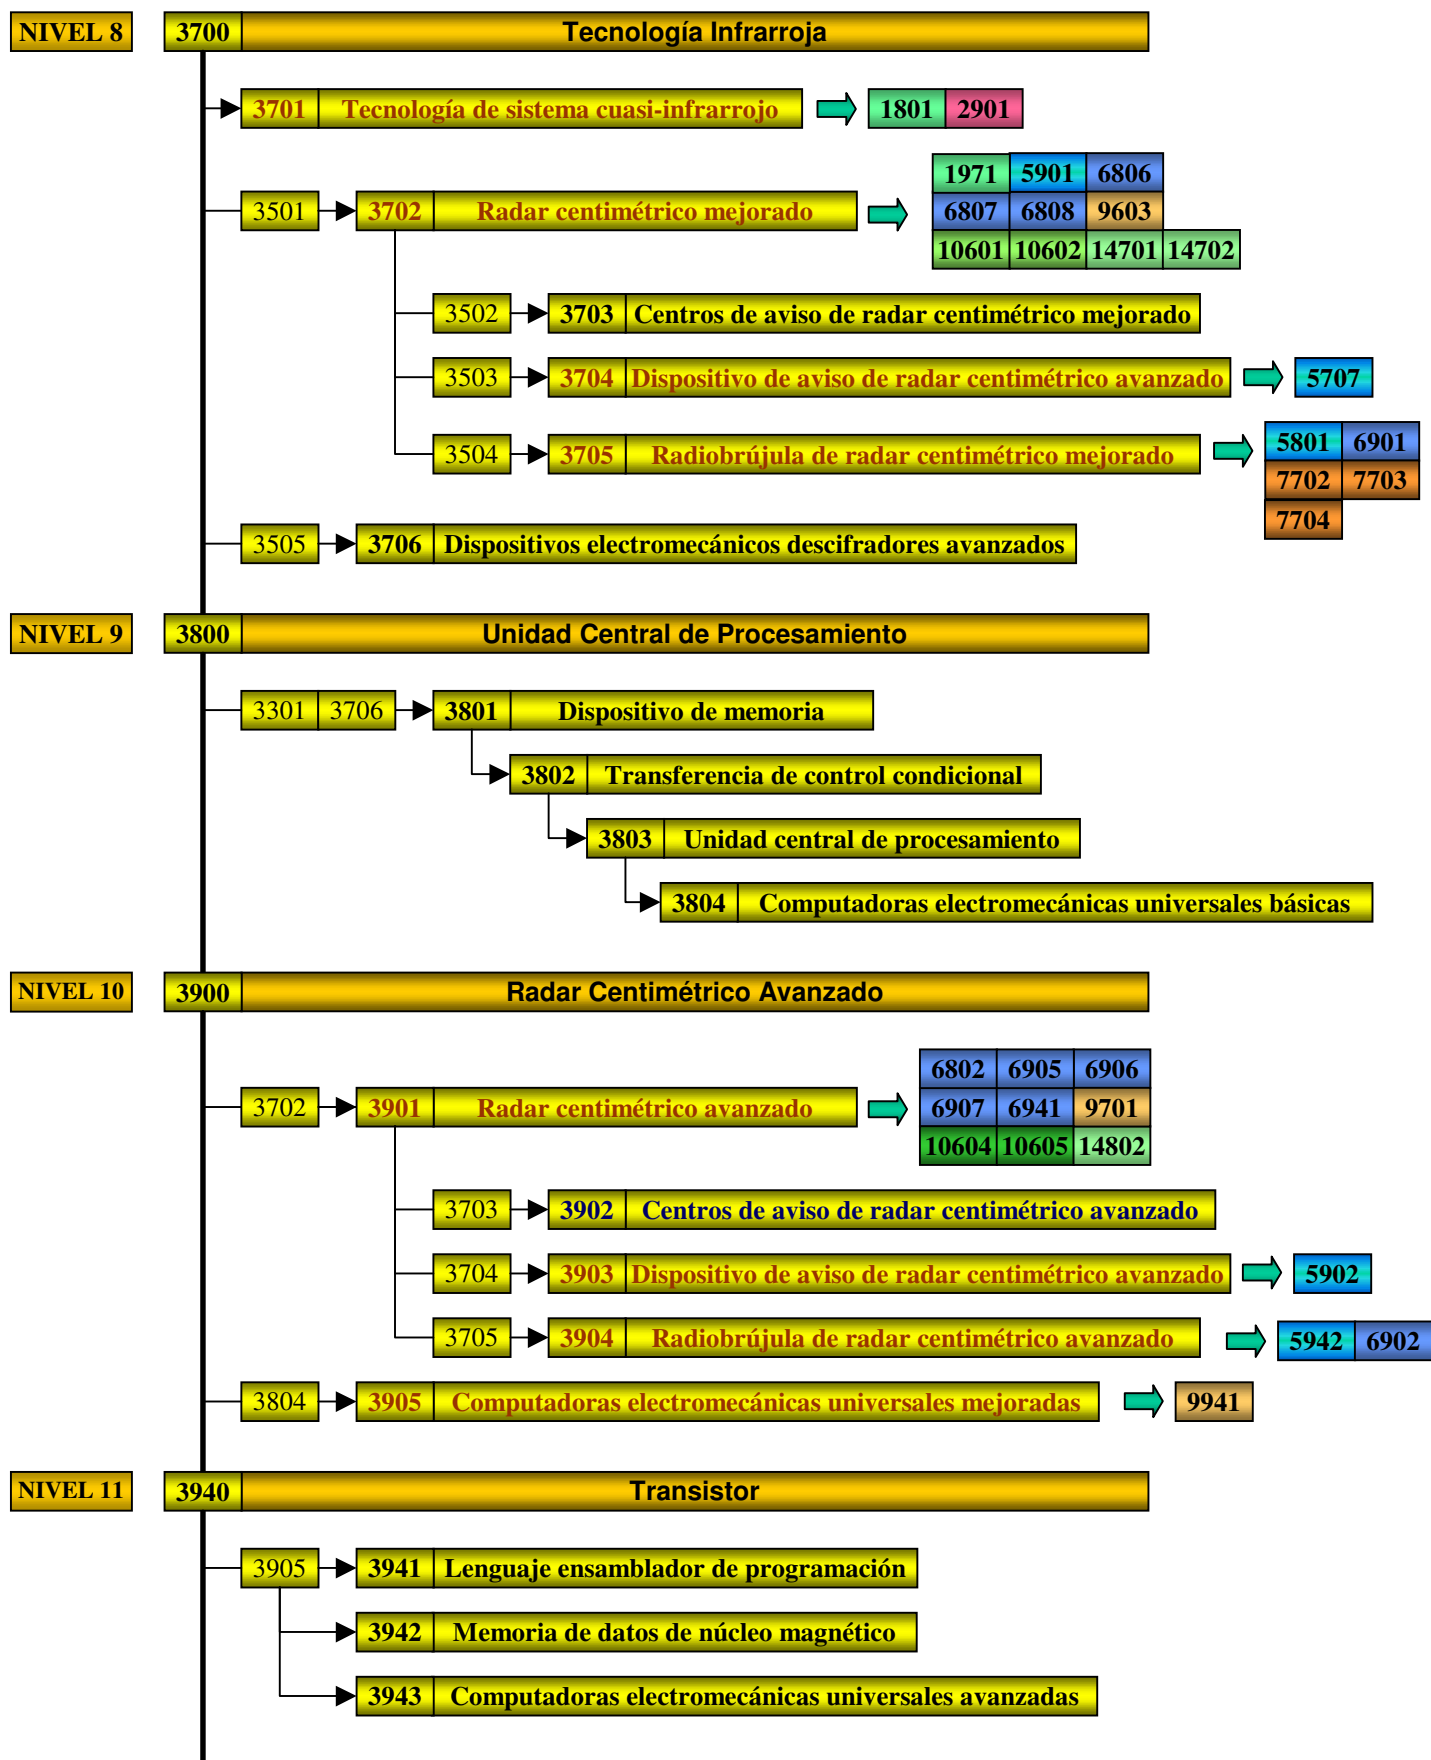 NIVEL 8 3700 Tecnología Infrarroja
3701 Tecnología de sistema cuasi-infrarrojo 1801 2901
1971 5901 6806
3501 3702 Radar centimétrico mejorado 6807 6808 9603
10601 10602 14701 14702
3502 3703 Centros de aviso de radar centimétrico mejorado
3503 3704 Dispositivo de aviso de radar centimétrico avanzado 5707
3504 3705 Radiobrújula de radar centimétrico mejorado 5801 6901
7702 7703
7704
3505 3706 Dispositivos electromecánicos descifradores avanzados
NIVEL 9 3800 Unidad Central de Procesamiento
3301 3706 3801 Dispositivo de memoria
3802 Transferencia de control condicional
3803 Unidad central de procesamiento
3804 Computadoras electromecánicas universales básicas
NIVEL 10 3900 Radar Centimétrico Avanzado
6802 6905 6906
3702 3901 Radar centimétrico avanzado 6907 6941 9701
10604 10605 14802
3703 3902 Centros de aviso de radar centimétrico avanzado
3704 3903 Dispositivo de aviso de radar centimétrico avanzado 5902
3705 3904 Radiobrújula de radar centimétrico avanzado 5942 6902
3804 3905 Computadoras electromecánicas universales mejoradas 9941
NIVEL 11 3940 Transistor
3905 3941 Lenguaje ensamblador de programación
3942 Memoria de datos de núcleo magnético
3943 Computadoras electromecánicas universales avanzadas